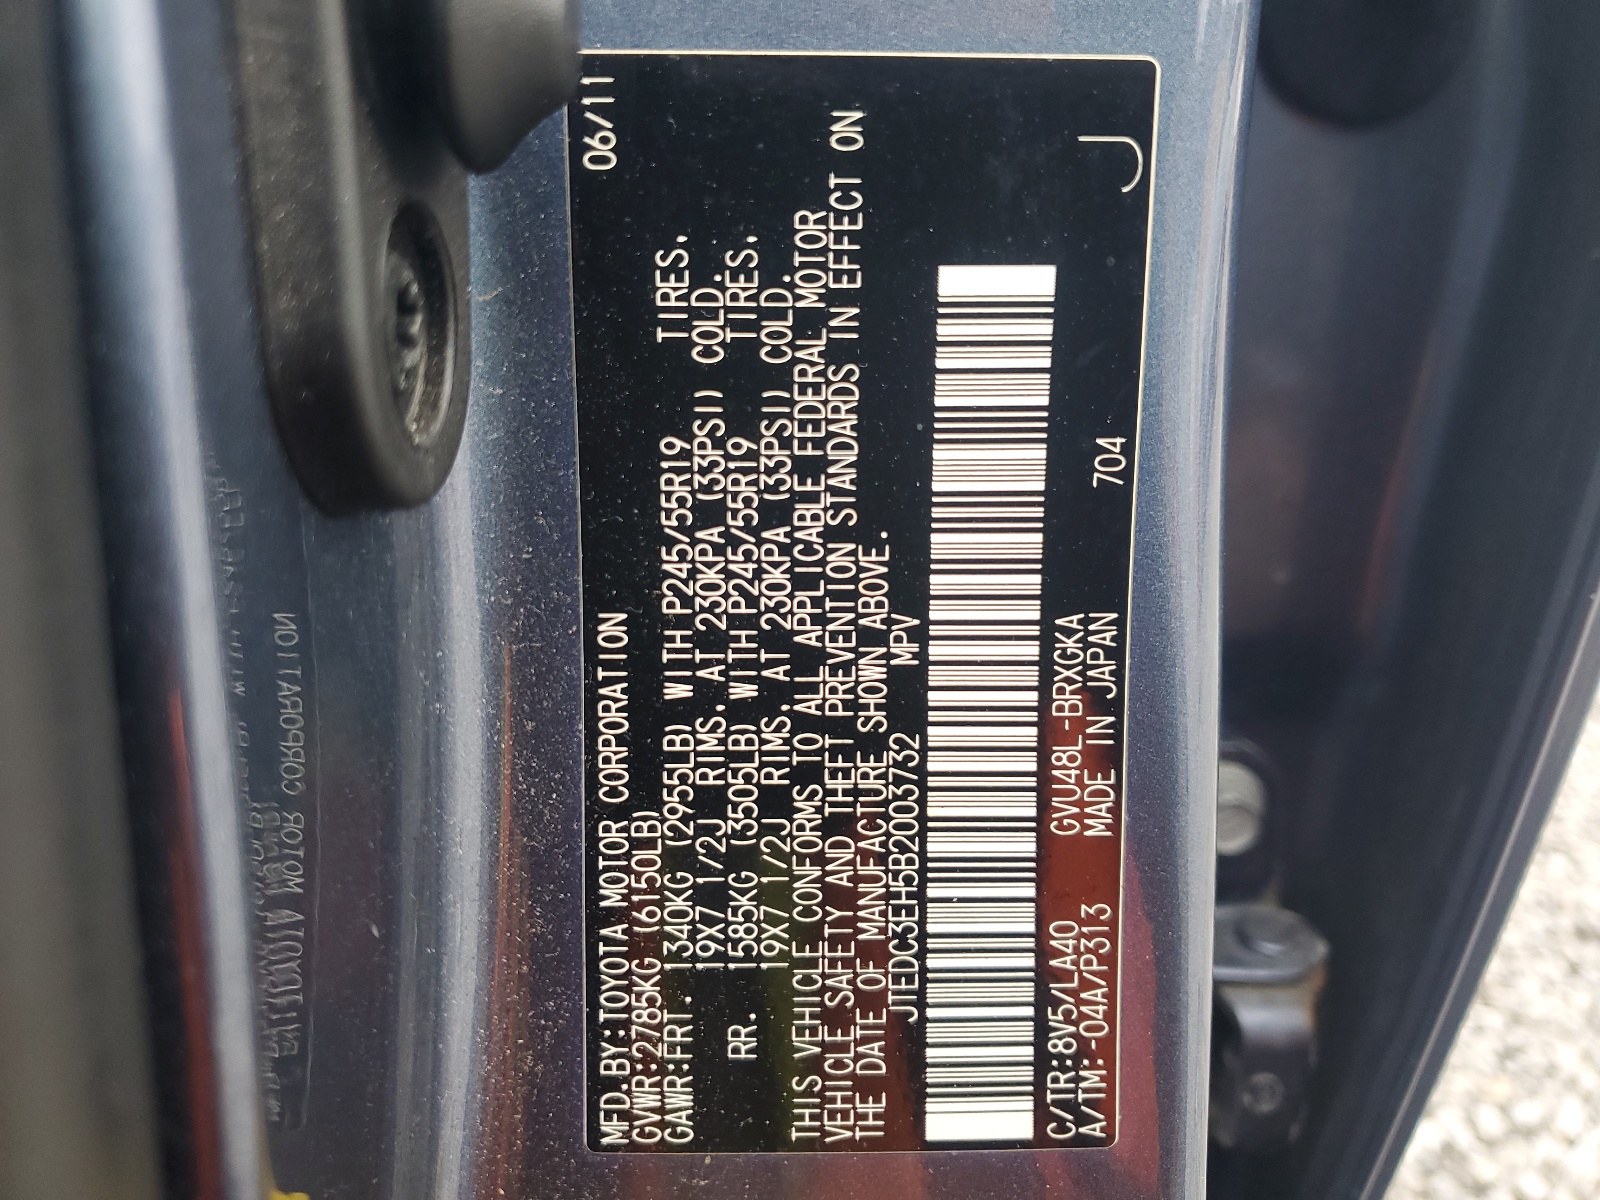 MFD.BY:TOYOTA MOTOR CORPORATION 06/11
GVWR:2785KG (6150LB)
GAWR:FRT. 1340KG (2955LB) WITH P245/55R19 TIRES.
19X7 1/2J RIMS. AT 230KPA (33PSI) COLD.
RR. 1585KG (3505LB) WITH P245/55R19 TIRES.
19X7 1/2J RIMS. AT 230KPA (33PSI) COLD.
THIS VEHICLE CONFORMS TO ALL APPLICABLE FEDERAL MOTOR
VEHICLE SAFETY AND THEFT PREVENTION STANDARDS IN EFFECT ON
THE DATE OF MANUFACTURE SHOWN ABOVE.
JTEDC3EH5B2003732 MPV
C/TR:8V5/LA40 GVU48L-BRXGKA 704
A/TM:-04A/P313 MADE IN JAPAN J